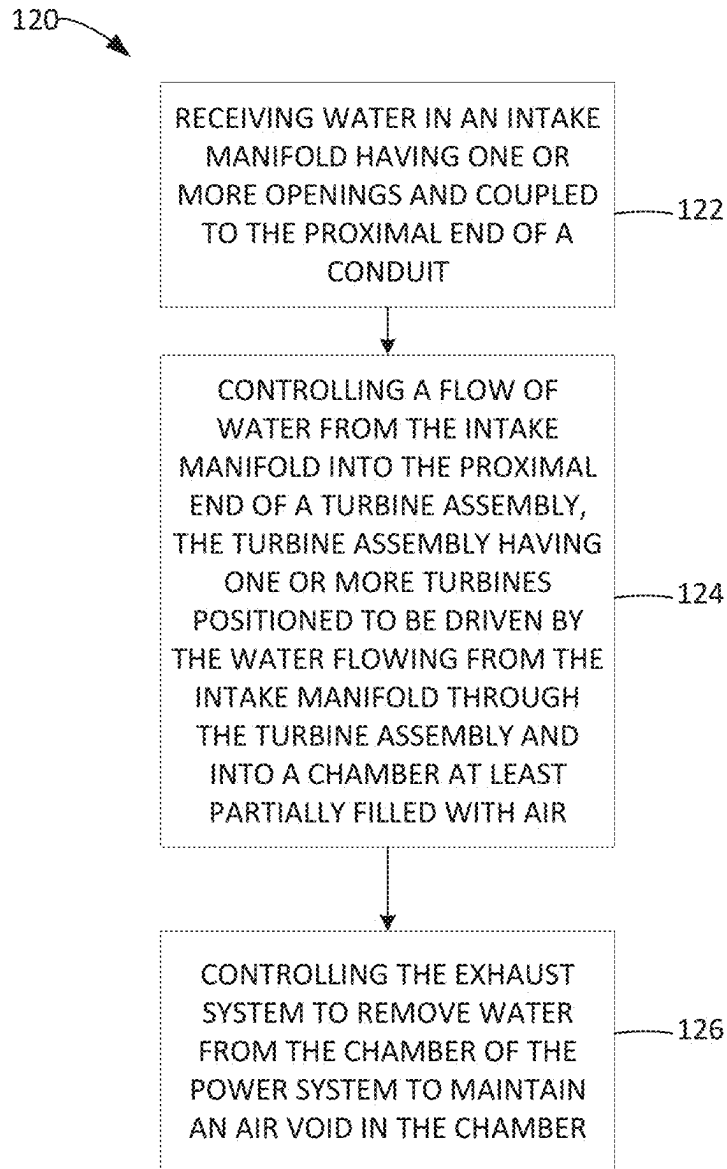 120
RECEIVING WATER IN AN INTAKE
MANIFOLD HAVING ONE OR
MORE OPENINGS AND COUPLED
TO THE PROXIMAL END OF A
CONDUIT
122
CONTROLLING A FLOW OF
WATER FROM THE INTAKE
MANIFOLD INTO THE PROXIMAL
END OF A TURBINE ASSEMBLY,
THE TURBINE ASSEMBLY HAVING
ONE OR MORE TURBINES
POSITIONED TO BE DRIVEN BY
THE WATER FLOWING FROM THE
INTAKE MANIFOLD THROUGH
THE TURBINE ASSEMBLY AND
INTO A CHAMBER AT LEAST
PARTIALLY FILLED WITH AIR
124
CONTROLLING THE EXHAUST
SYSTEM TO REMOVE WATER
FROM THE CHAMBER OF THE
POWER SYSTEM TO MAINTAIN
AN AIR VOID IN THE CHAMBER
126